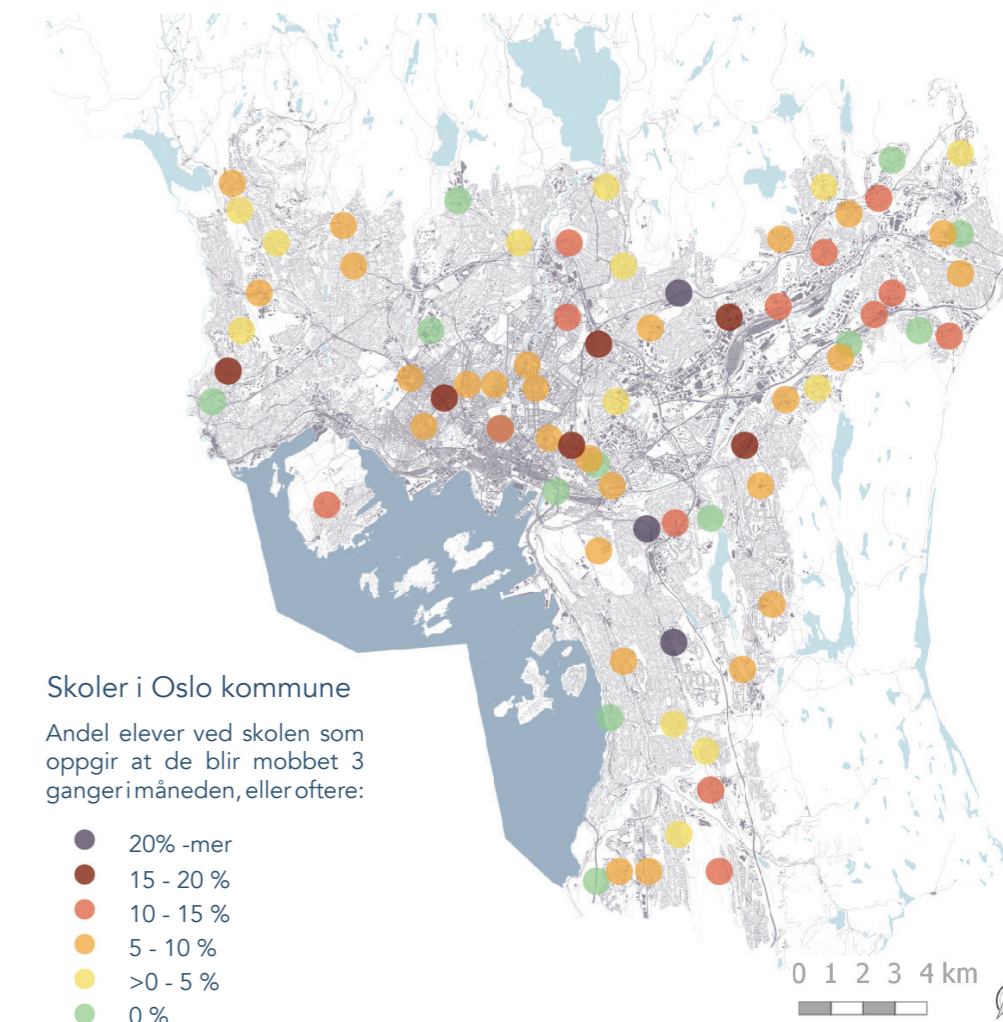 Skoler i Oslo kommune
Andel elever ved skolen som
oppgir at de blir mobbet 3
ganger i måneden, eller oftere:
20% -mer
15 - 20 %
10 - 15 %
5 - 10 %
>0 - 5 %
0 %
0 1 2 3 4 km